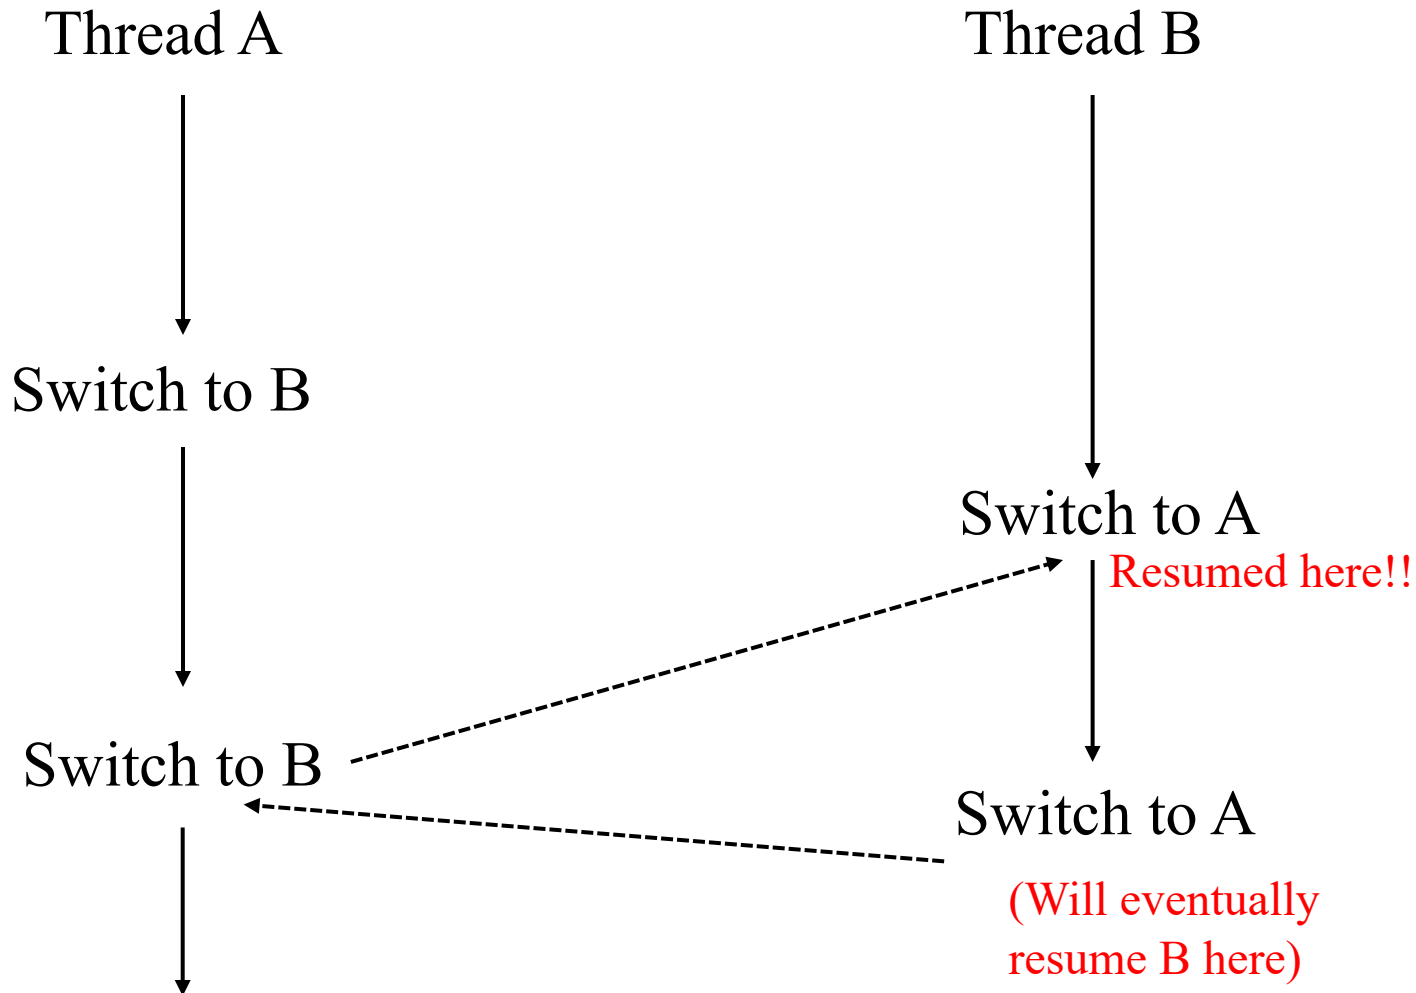 Thread A
Thread B
Switch to B
Switch to A
Resumed here!!
Switch to B
Switch to A
(Will eventually
resume B here)